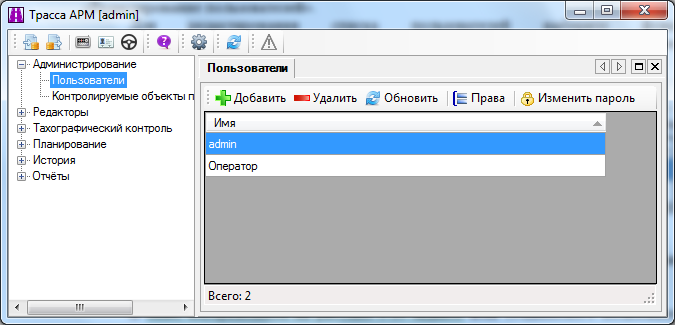 Трасса АРМ [admin]
Администрирование
Пользователи
Контролируемые объекты п
Редакторы
Тахографический контроль
Планирование
История
Отчёты
Пользователи
Добавить Удалить Обновить Права Изменить пароль
Имя
admin
Оператор
Всего: 2